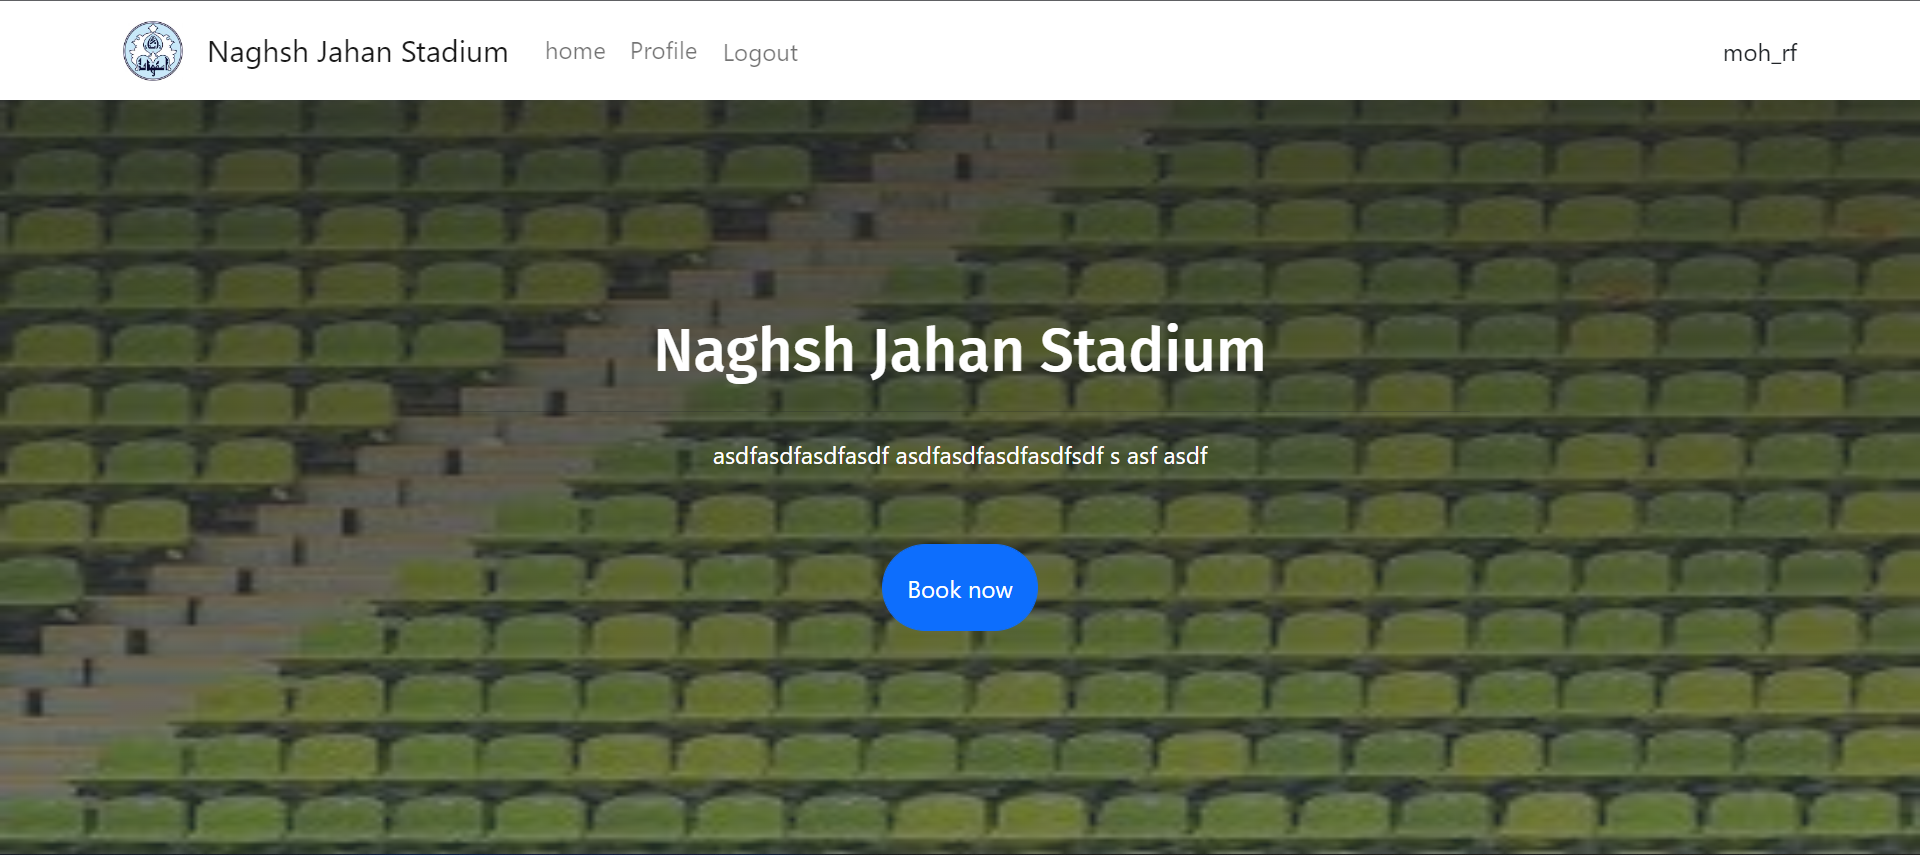 Naghsh Jahan Stadium home Profile Logout moh_rf
Naghsh Jahan Stadium
asdfasdfasdfasdf asdfasdfasdfasdfsdf s asf asdf
Book now